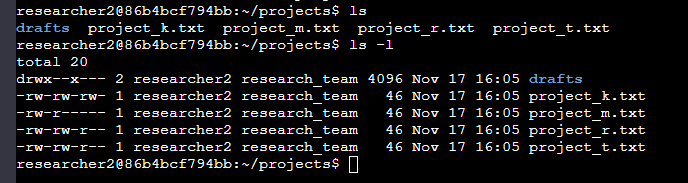 researcher2@86b4bcf794bb:~/projects$ ls
drafts  project_k.txt  project_m.txt  project_r.txt  project_t.txt
researcher2@86b4bcf794bb:~/projects$ ls -l
total 20
drwx--x--- 2 researcher2 research_team 4096 Nov 17 16:05 drafts
-rw-rw-rw- 1 researcher2 research_team   46 Nov 17 16:05 project_k.txt
-rw-r----- 1 researcher2 research_team   46 Nov 17 16:05 project_m.txt
-rw-rw-r-- 1 researcher2 research_team   46 Nov 17 16:05 project_r.txt
-rw-rw-r-- 1 researcher2 research_team   46 Nov 17 16:05 project_t.txt
researcher2@86b4bcf794bb:~/projects$